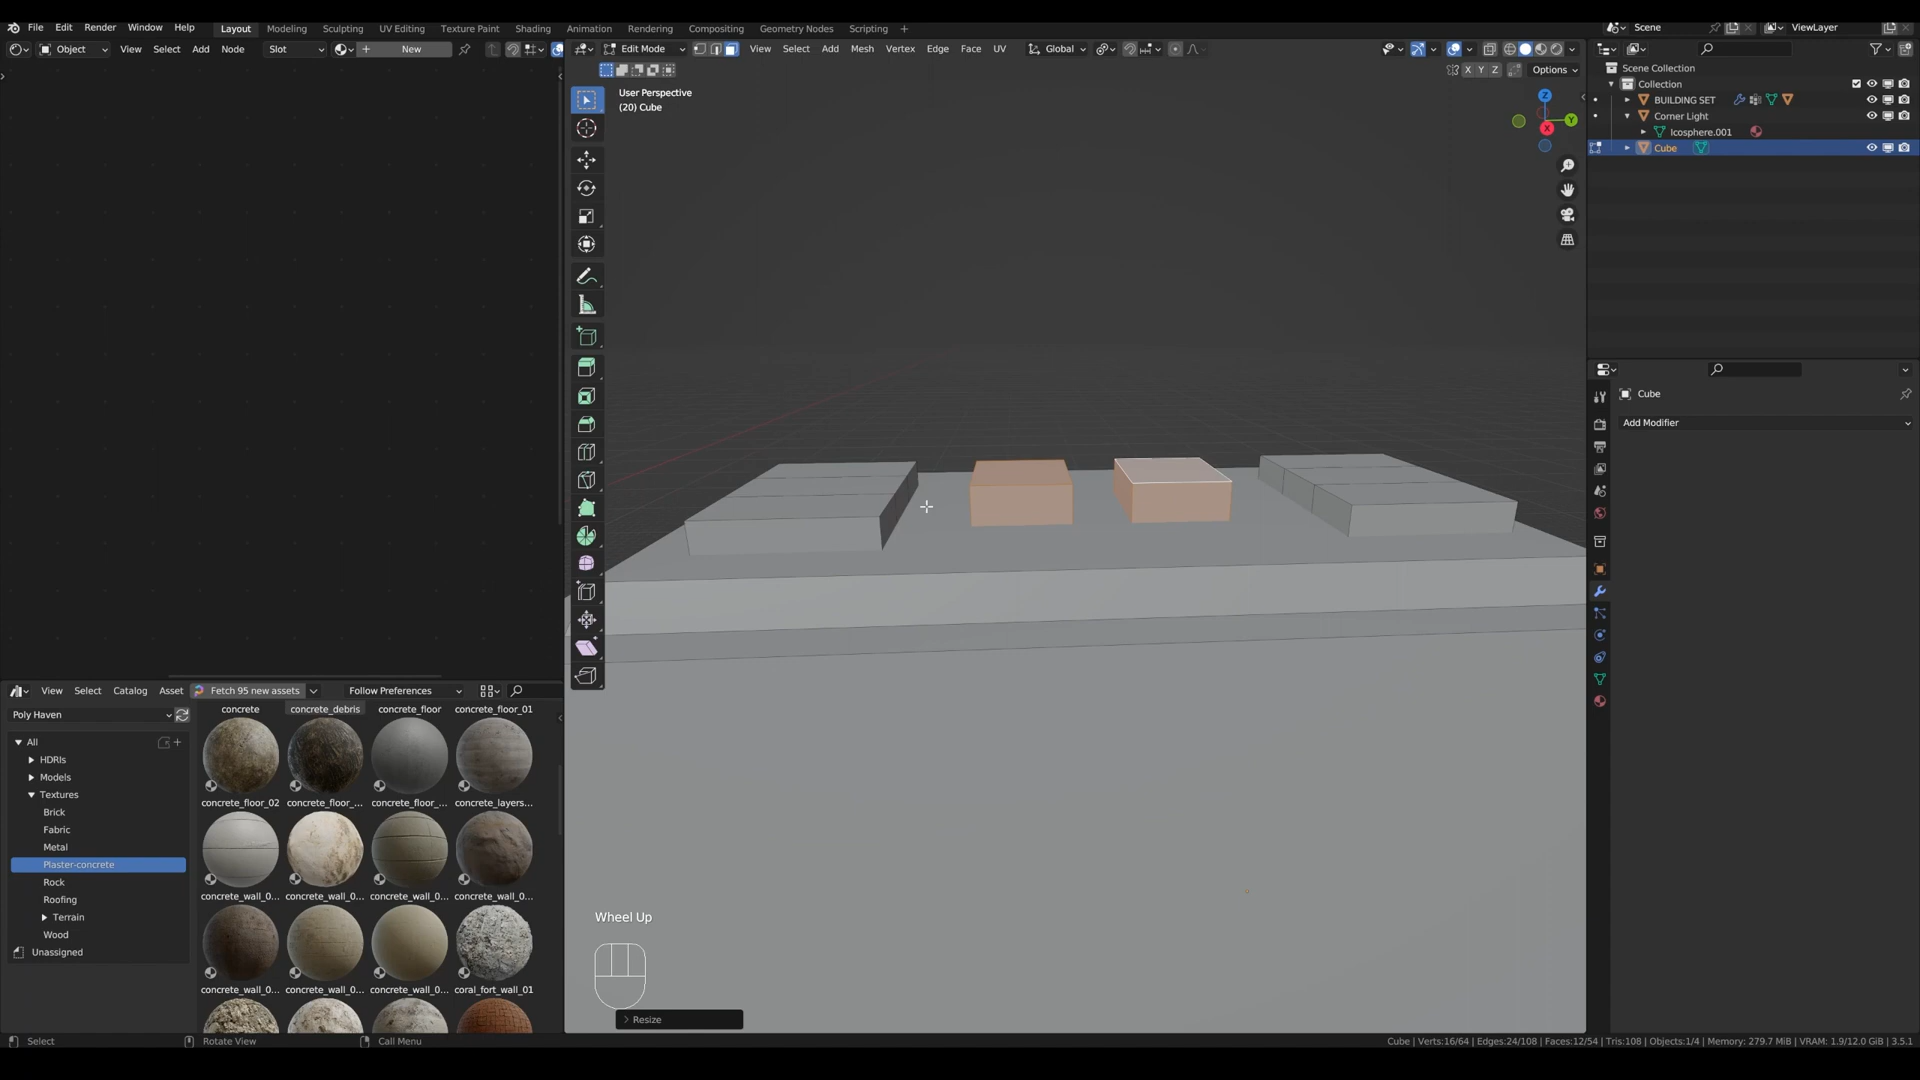 File Edit Render Window Help Layout Modeling Sculpting UV Editing Texture Paint Shading Animation Rendering Compositing Geometry Nodes Scripting + Scene ViewLayer
Object View Select Add Node Slot New Edit Mode View Select Add Mesh Vertex Edge Face UV Global
X Y Z Options
Scene Collection
Collection
BUILDING SET
Corner Light
Icosphere.001
Cube
User Perspective
(20) Cube
Z
Y
X
Cube
Add Modifier
View Select Catalog Asset Fetch 95 new assets Follow Preferences
Poly Haven
All
HDRIs
Models
Textures
Brick
Fabric
Metal
Plaster-concrete
Rock
Roofing
Terrain
Wood
Unassigned
concrete concrete_debris concrete_floor concrete_floor_01
concrete_floor_02 concrete_floor_... concrete_floor_... concrete_layers...
concrete_wall_0... concrete_wall_0... concrete_wall_0... concrete_wall_0...
concrete_wall_0... concrete_wall_0... concrete_wall_0... coral_fort_wall_01
Wheel Up
Resize
Select Rotate View Call Menu
Cube | Verts:16/64 | Edges:24/108 | Faces:12/54 | Tris:108 | Objects:1/4 | Memory: 279.7 MiB | VRAM: 1.9/12.0 GiB | 3.5.1